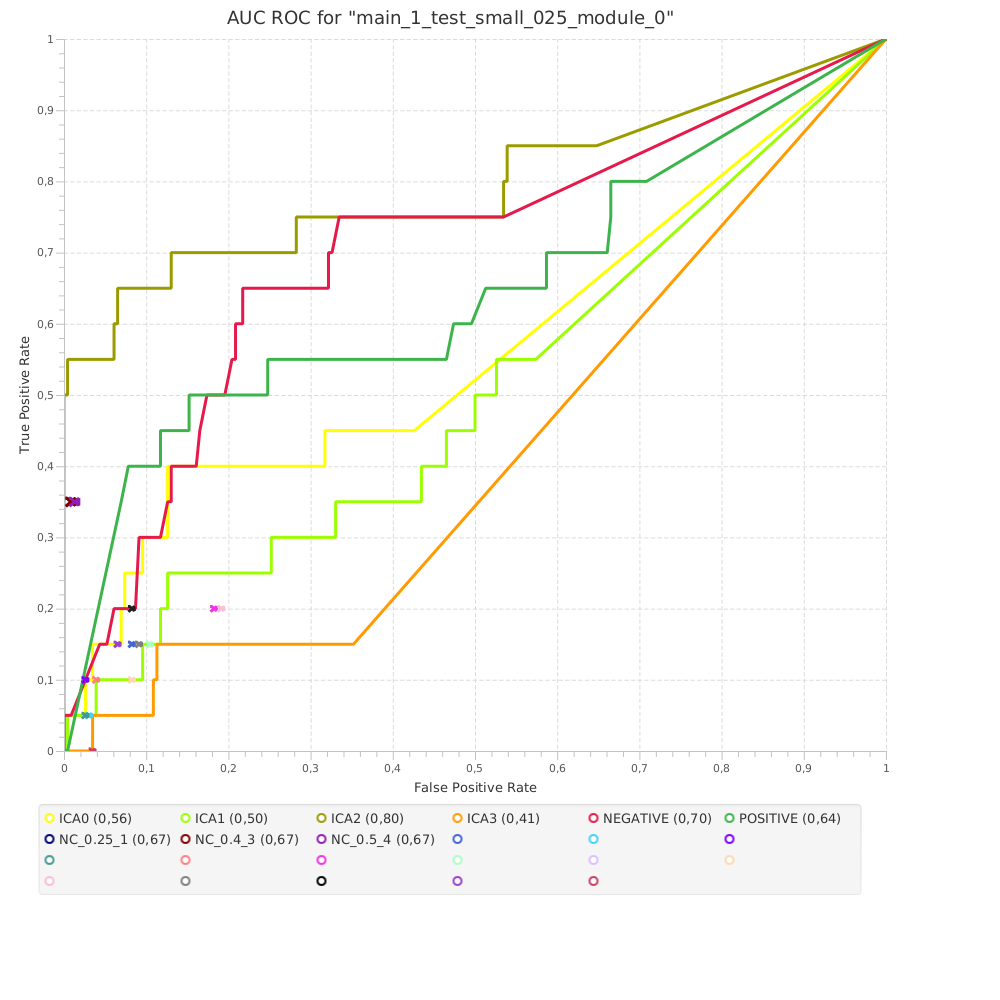 AUC ROC for "main_1_test_small_025_module_0"
True Positive Rate
1
0,9
0,8
0,7
0,6
0,5
0,4
0,3
0,2
0,1
0
0 0,1 0,2 0,3 0,4 0,5 0,6 0,7 0,8 0,9 1
False Positive Rate
ICA0 (0,56) ICA1 (0,50) ICA2 (0,80) ICA3 (0,41) NEGATIVE (0,70) POSITIVE (0,64)
NC_0.25_1 (0,67) NC_0.4_3 (0,67) NC_0.5_4 (0,67)